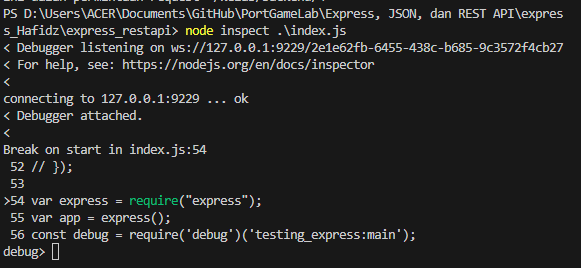 PS D:\Users\ACER\Documents\GitHub\PortGameLab\Express, JSON, dan REST API\expres
s_Hafidz\express_restapi> node inspect .\index.js
< Debugger listening on ws://127.0.0.1:9229/2e1e62fb-6455-438c-b685-9c3572f4cb27
< For help, see: https://nodejs.org/en/docs/inspector
<
connecting to 127.0.0.1:9229 ... ok
< Debugger attached.
<
Break on start in index.js:54
 52 // });
 53
>54 var express = require("express");
 55 var app = express();
 56 const debug = require('debug')('testing_express:main');
debug>